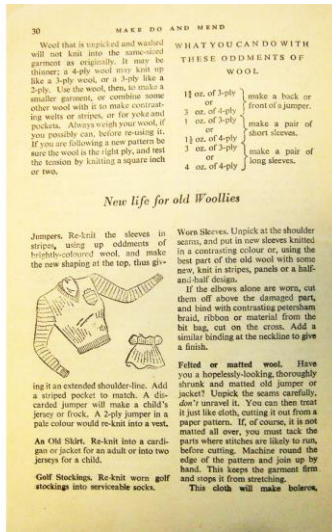 30 MAKE DO AND MEND
Wool that is unpicked and washed
will not knit into the same-sized
garment as originally. It may be
thinner; a 4-ply wool may knit up
like a 3-ply wool, or a 3-ply like a
2-ply. Use the wool, then, to make a
smaller garment, or combine some
other wool with it to make contrast-
ing welts or stripes, or for yoke and
pockets. Always weigh your wool, if
you possibly can, before re-using it.
If you are following a new pattern be
sure the wool is the right ply, and test
the tension by knitting a square inch
or two.
WHAT YOU CAN DO WITH
THESE ODDMENTS OF
WOOL
1¾ oz. of 3-ply
or
3 oz. of 4-ply
make a back or
front of a jumper.
1 oz. of 3-ply
or
1½ oz. of 4-ply
make a pair of
short sleeves.
3 oz. of 3-ply
or
4 oz. of 4-ply
make a pair of
long sleeves.
New life for old Woollies
Jumpers. Re-knit the sleeves in
stripes, using up oddments of
brightly-coloured wool, and make
the new shaping at the top, thus giv-
ing it an extended shoulder-line. Add
a striped pocket to match. A dis-
carded jumper will make a child's
jersey or frock. A 2-ply jumper in a
pale colour would re-knit into a vest.
An Old Skirt. Re-knit into a cardi-
gan or jacket for an adult or into two
jerseys for a child.
Golf Stockings. Re-knit worn golf
stockings into serviceable socks.
Worn Sleeves. Unpick at the shoulder
seams, and put in new sleeves knitted
in a contrasting colour or, using the
best part of the old wool with some
new, knit in stripes, panels or a half-
and-half design.
If the elbows alone are worn, cut
them off above the damaged part,
and bind with contrasting petersham
braid, ribbon or material from the
bit bag, cut on the cross. Add a
similar binding at the neckline to give
a finish.
Felted or matted wool. Have
you a hopelessly-looking, thoroughly
shrunk and matted old jumper or
jacket? Unpick the seams carefully,
don't unravel it. You can then treat
it just like cloth, cutting it out from a
paper pattern. If, of course, it is not
matted all over, you must tack the
parts where stitches are likely to run,
before cutting. Machine round the
edge of the pattern and join up by
hand. This keeps the garment firm
and stops it from stretching.
This cloth will make boleros,